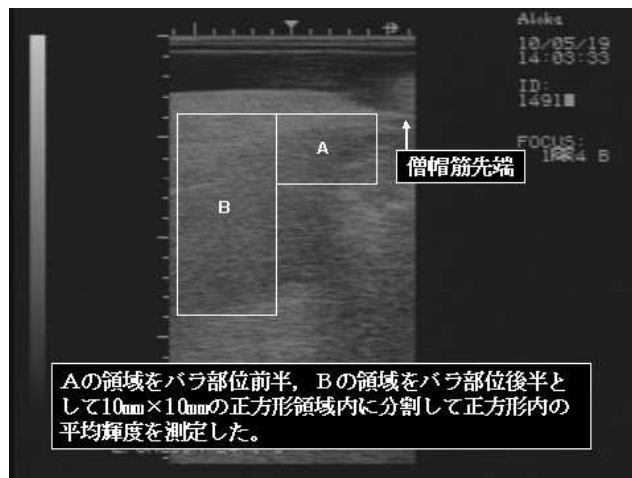 Aloka
10/05/19
14:03:33
ID:
1491
FOCUS:
A
僧帽筋先端
B
Aの領域をバラ部位前半，Bの領域をバラ部位後半と
して10mm×10mmの正方形領域内に分割して正方形内の
平均輝度を測定した。